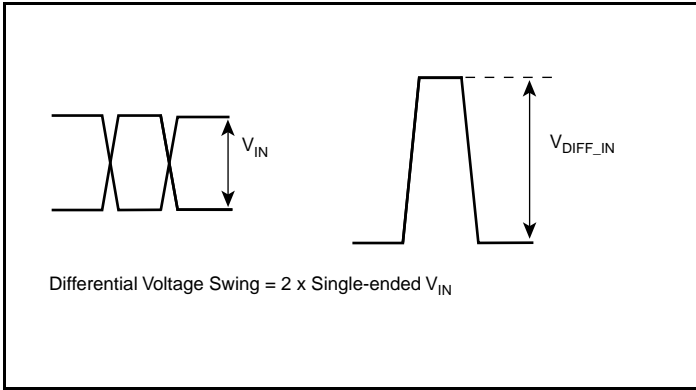 V_IN
V_DIFF_IN
Differential Voltage Swing = 2 x Single-ended V_IN